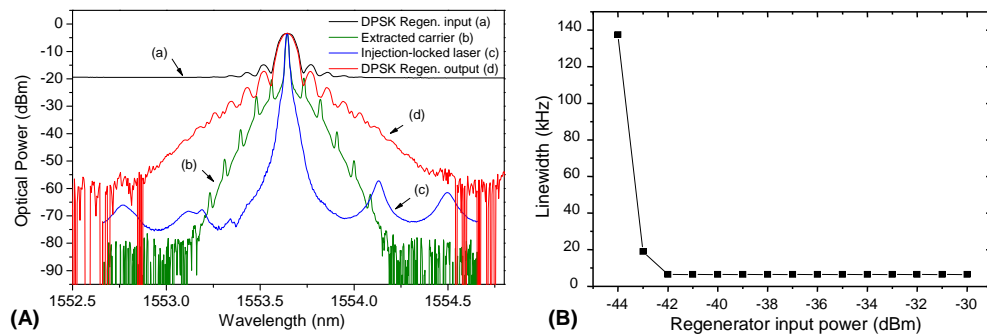 DPSK Regen. input (a)
Extracted carrier (b)
Injection-locked laser (c)
DPSK Regen. output (d)
(a)
(b)
(c)
(d)
0
-10
-20
-30
-40
-50
-60
-70
-80
-90
Optical Power (dBm)
1552.5
1553.0
1553.5
1554.0
1554.5
Wavelength (nm)
(A)
140
120
100
80
60
40
20
0
Linewidth (kHz)
-44
-42
-40
-38
-36
-34
-32
-30
Regenerator input power (dBm)
(B)